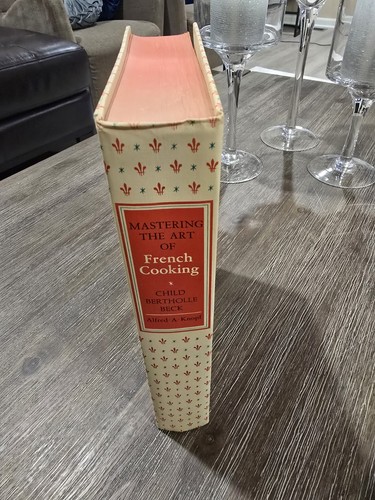 MASTERING
THE ART
OF
French
Cooking
CHILD
BERTHOLLE
BECK
Alfred · A · Knopf